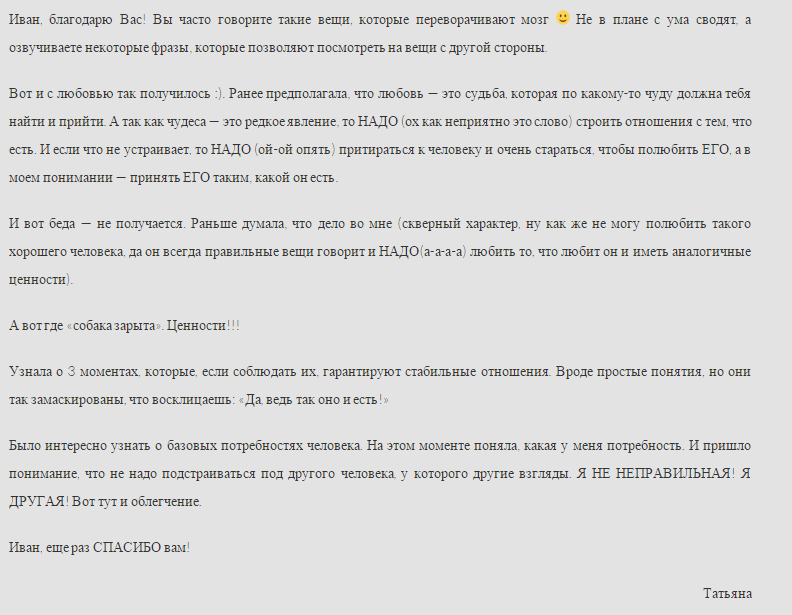 Иван, благодарю Вас! Вы часто говорите такие вещи, которые переворачивают мозг 🙂 Не в плане с ума сводят, а
озвучиваете некоторые фразы, которые позволяют посмотреть на вещи с другой стороны.
Вот и с любовью так получилось :). Ранее предполагала, что любовь — это судьба, которая по какому-то чуду должна тебя
найти и прийти. А так как чудеса — это редкое явление, то НАДО (ох как неприятно это слово) строить отношения с тем, что
есть. И если что не устраивает, то НАДО (ой-ой опять) притираться к человеку и очень стараться, чтобы полюбить ЕГО, а в
моем понимании — принять ЕГО таким, какой он есть.
И вот беда — не получается. Раньше думала, что дело во мне (скверный характер, ну как же не могу полюбить такого
хорошего человека, да он всегда правильные вещи говорит и НАДО(а-а-а-а) любить то, что любит он и иметь аналогичные
ценности).
А вот где «собака зарыта». Ценности!!!
Узнала о 3 моментах, которые, если соблюдать их, гарантируют стабильные отношения. Вроде простые понятия, но они
так замаскированы, что восклицаешь: «Да, ведь так оно и есть!»
Было интересно узнать о базовых потребностях человека. На этом моменте поняла, какая у меня потребность. И пришло
понимание, что не надо подстраиваться под другого человека, у которого другие взгляды. Я НЕ НЕПРАВИЛЬНАЯ! Я
ДРУГАЯ! Вот тут и облегчение.
Иван, еще раз СПАСИБО вам!
Татьяна